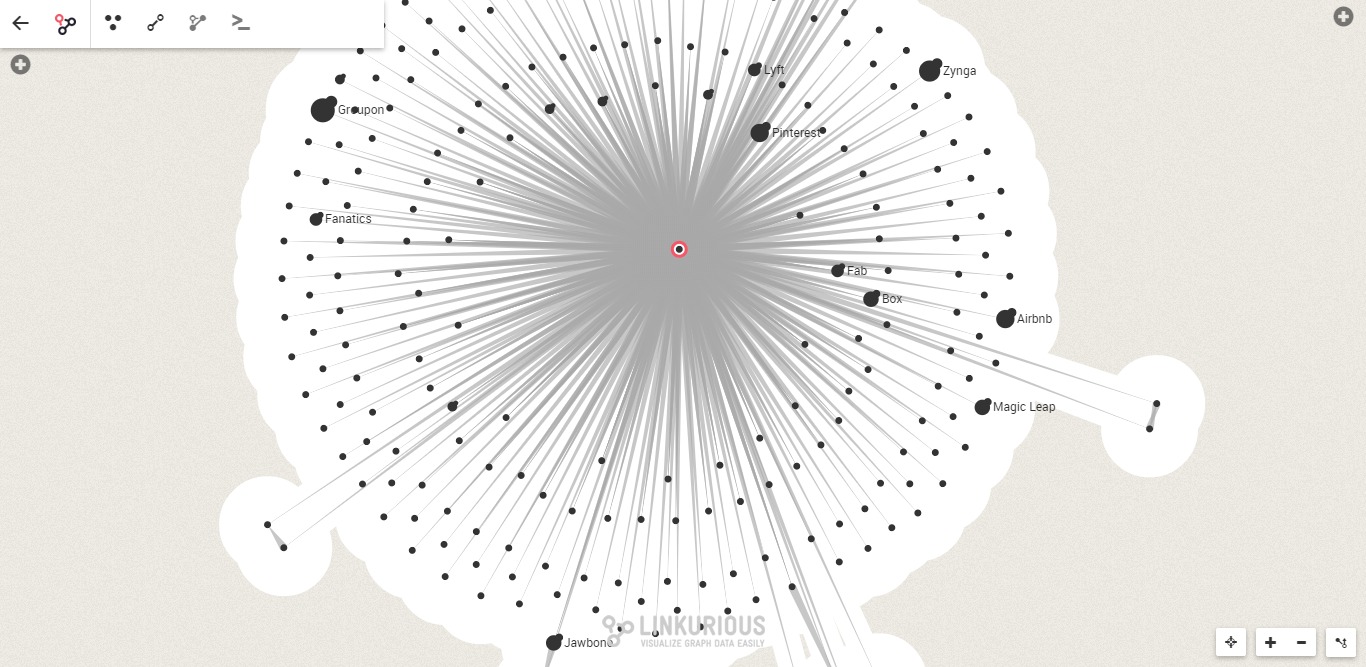 Lyft
Zynga
Groupon
Pinterest
Fanatics
Fab
Box
Airbnb
Magic Leap
LINKURIOUS
Jawbone
VISUALIZE GRAPH DATA EASILY